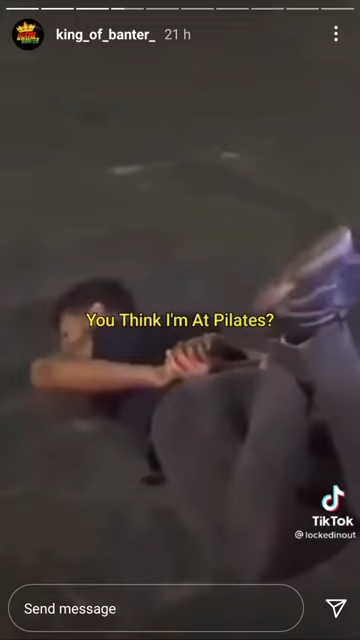 king_of_banter_ 21 h
You Think I'm At Pilates?
TikTok
@lockedinout
Send message